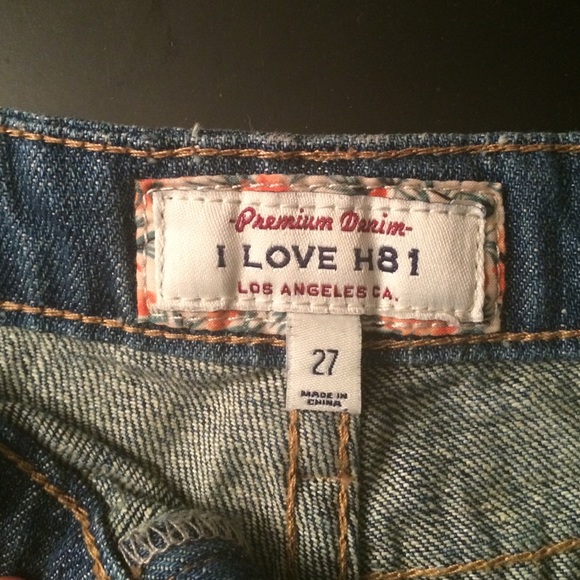 -Premium Denim-
I LOVE H81
LOS ANGELES CA.
27
MADE IN
CHINA